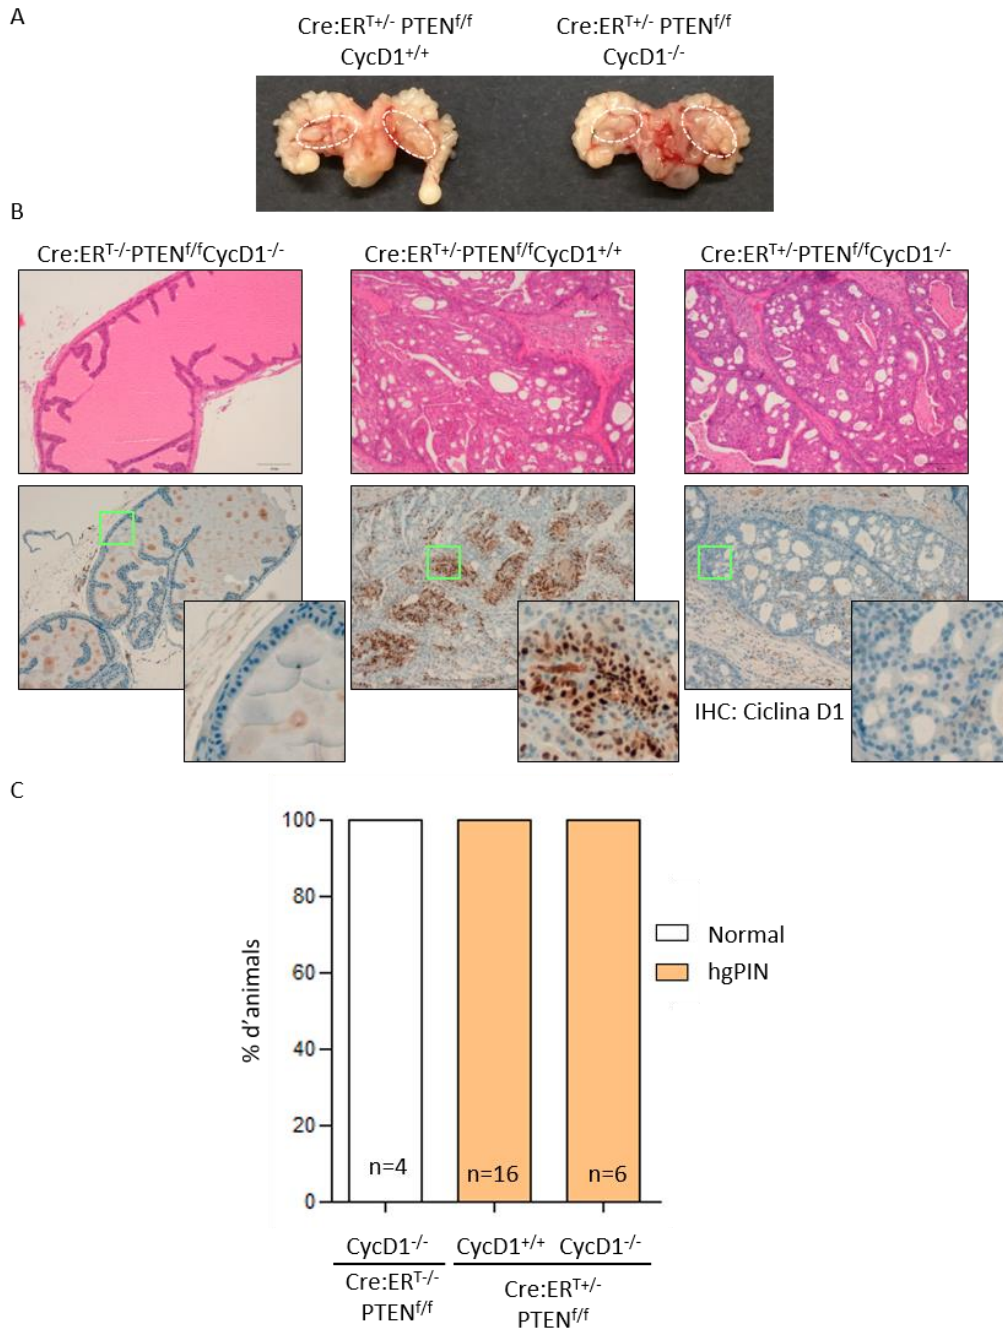 A
Cre:ERᵀ⁺/⁻ PTENᶠ/ᶠ
CycD1⁺/⁺
Cre:ERᵀ⁺/⁻ PTENᶠ/ᶠ
CycD1⁻/⁻
B
Cre:ERᵀ⁻/⁻PTENᶠ/ᶠCycD1⁻/⁻
Cre:ERᵀ⁺/⁻PTENᶠ/ᶠCycD1⁺/⁺
Cre:ERᵀ⁺/⁻PTENᶠ/ᶠCycD1⁻/⁻
IHC: Ciclina D1
C
% d’animals
100
80
60
40
20
0
n=4
n=16
n=6
Normal
hgPIN
CycD1⁻/⁻
CycD1⁺/⁺
CycD1⁻/⁻
Cre:ERᵀ⁻/⁻
PTENᶠ/ᶠ
Cre:ERᵀ⁺/⁻
PTENᶠ/ᶠ